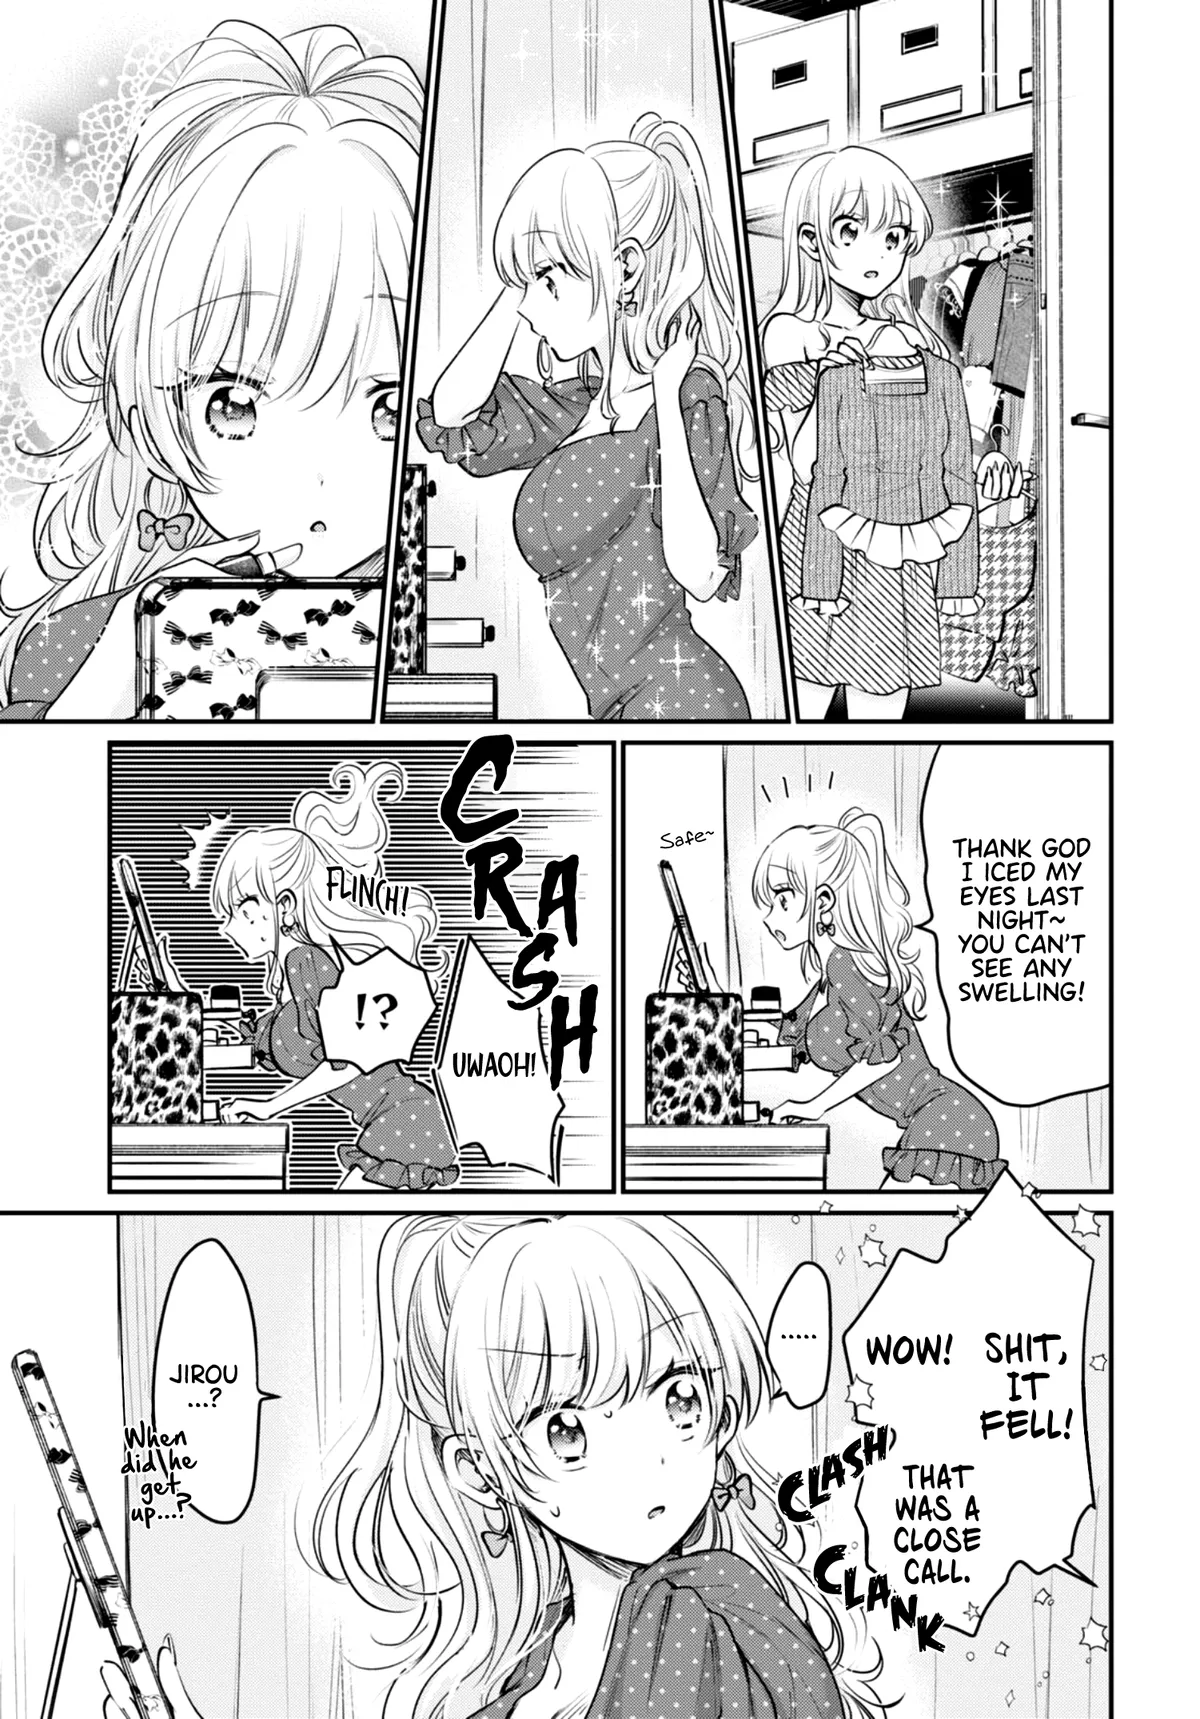 THANK GOD
I ICED MY
EYES LAST
NIGHT~
YOU CAN'T
SEE ANY
SWELLING!
Safe~
CRASH
UWAOH!
FLINCH!
!?
SHIT,
IT
FELL!
WOW!
THAT
WAS A
CLOSE
CALL.
CLASH
CLANK
.....
JIROU
...?
When
did he
get
up...?